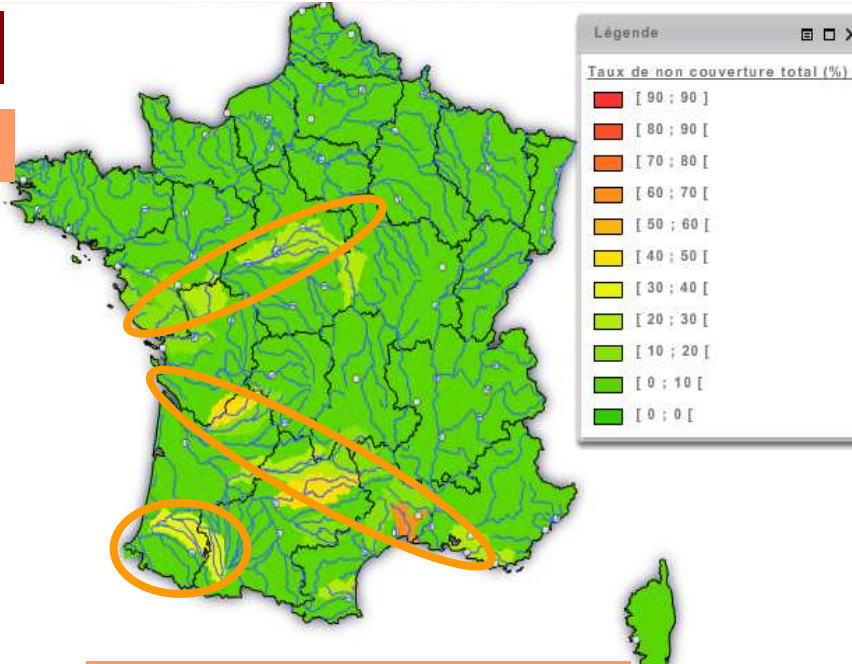 Légende
Taux de non couverture total (%)
[ 90 ; 90 ]
[ 80 ; 90 [
[ 70 ; 80 [
[ 60 ; 70 [
[ 50 ; 60 [
[ 40 ; 50 [
[ 30 ; 40 [
[ 20 ; 30 [
[ 10 ; 20 [
[ 0 ; 10 [
[ 0 ; 0 [